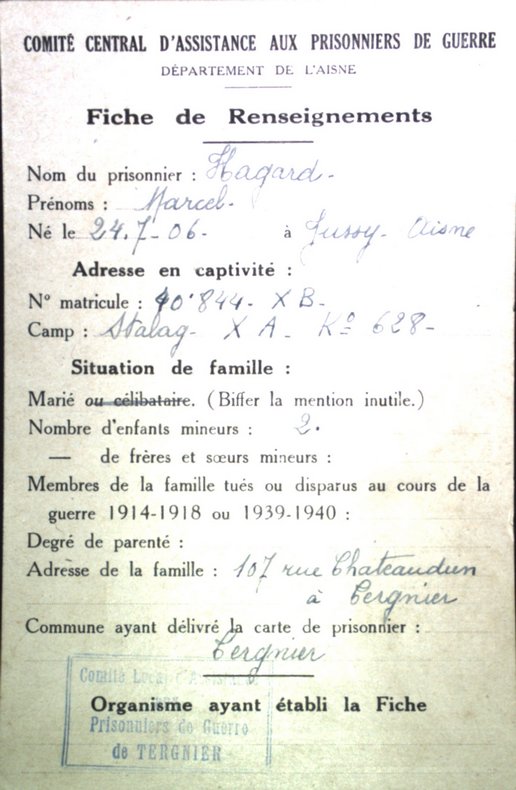 COMITÉ CENTRAL D'ASSISTANCE AUX PRISONNIERS DE GUERRE
DÉPARTEMENT DE L'AISNE
Fiche de Renseignements
Nom du prisonnier : Hagard-
Prénoms : Marcel-
Né le 24.7-06- à Jussy- Aisne
Adresse en captivité :
N° matricule : 40'844- X B-
Camp : Stalag- X A- Ko 628-
Situation de famille :
Marié ou célibataire. (Biffer la mention inutile.)
Nombre d'enfants mineurs : 2.
— de frères et sœurs mineurs :
Membres de la famille tués ou disparus au cours de la
guerre 1914-1918 ou 1939-1940 :
Degré de parenté :
Adresse de la famille : 107 rue Chateaudun
à Tergnier
Commune ayant délivré la carte de prisonnier :
Tergnier
Comité Local d'Assistance
Organisme ayant établi la Fiche
Prisonniers de Guerre
de TERGNIER